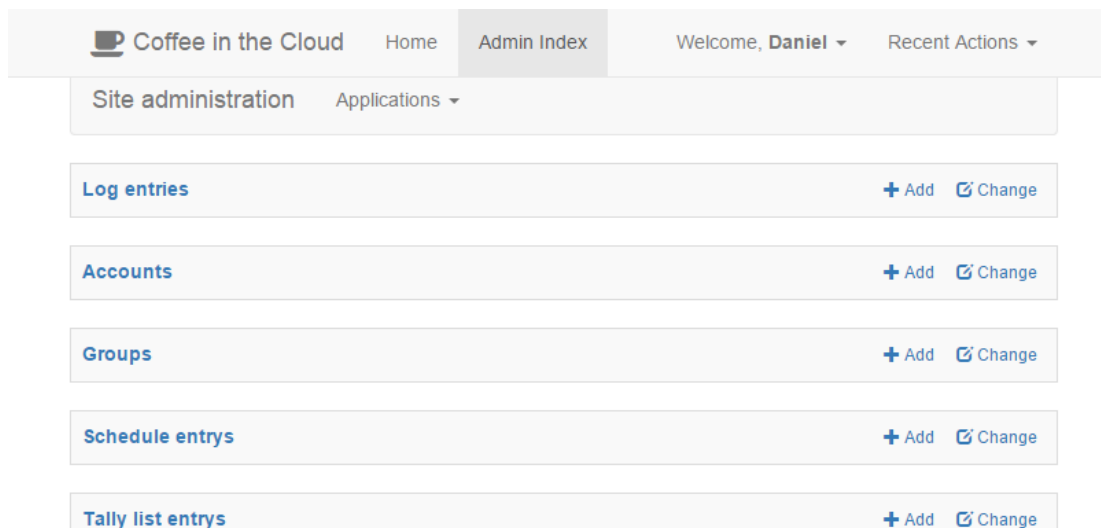 Coffee in the Cloud Home Admin Index Welcome, Daniel Recent Actions
Site administration Applications
Log entries Add Change
Accounts Add Change
Groups Add Change
Schedule entrys Add Change
Tally list entrys Add Change